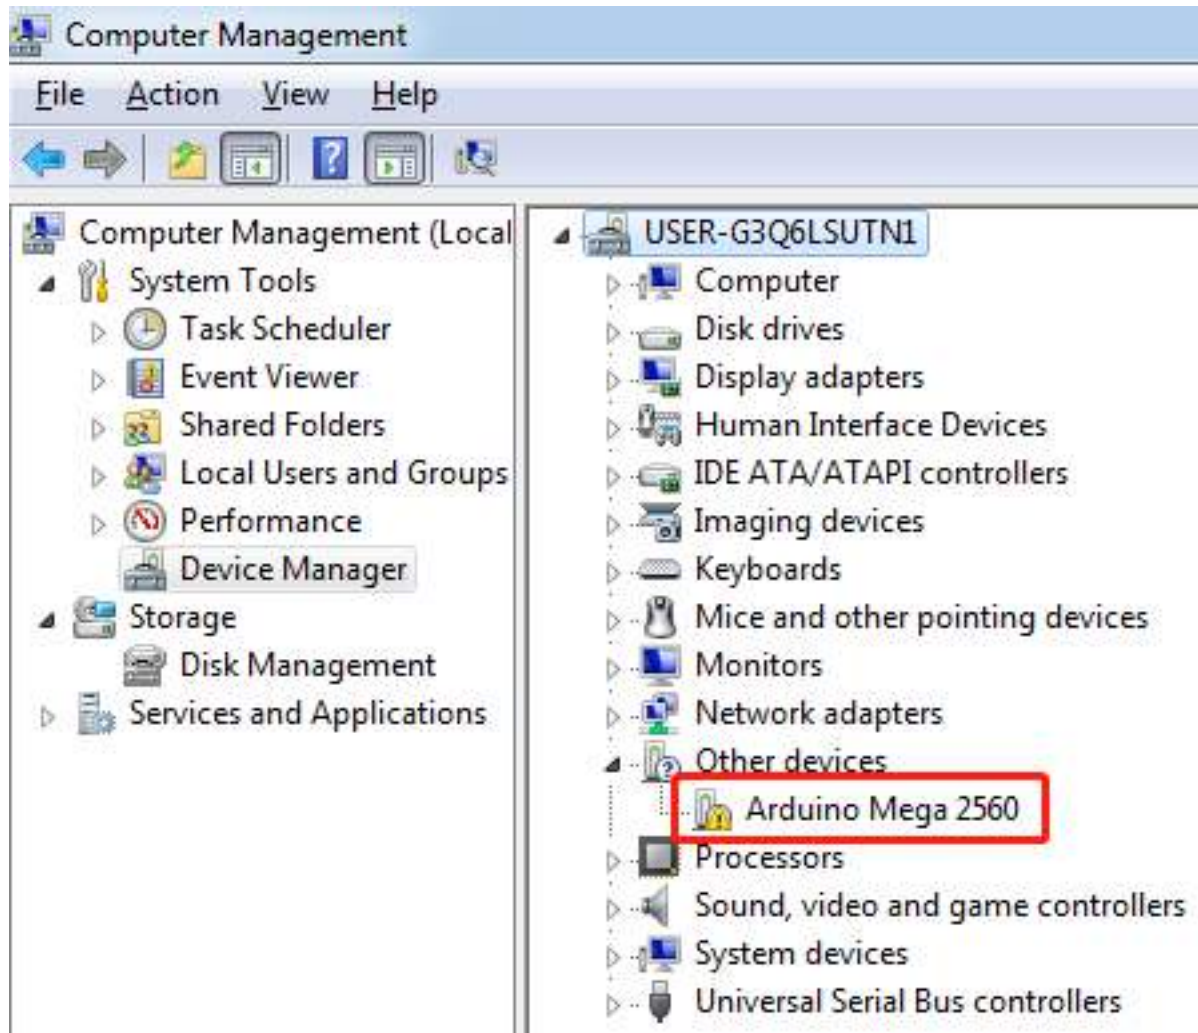 Computer Management
File Action View Help
Computer Management (Local
System Tools
Task Scheduler
Event Viewer
Shared Folders
Local Users and Groups
Performance
Device Manager
Storage
Disk Management
Services and Applications
USER-G3Q6LSUTN1
Computer
Disk drives
Display adapters
Human Interface Devices
IDE ATA/ATAPI controllers
Imaging devices
Keyboards
Mice and other pointing devices
Monitors
Network adapters
Other devices
Arduino Mega 2560
Processors
Sound, video and game controllers
System devices
Universal Serial Bus controllers